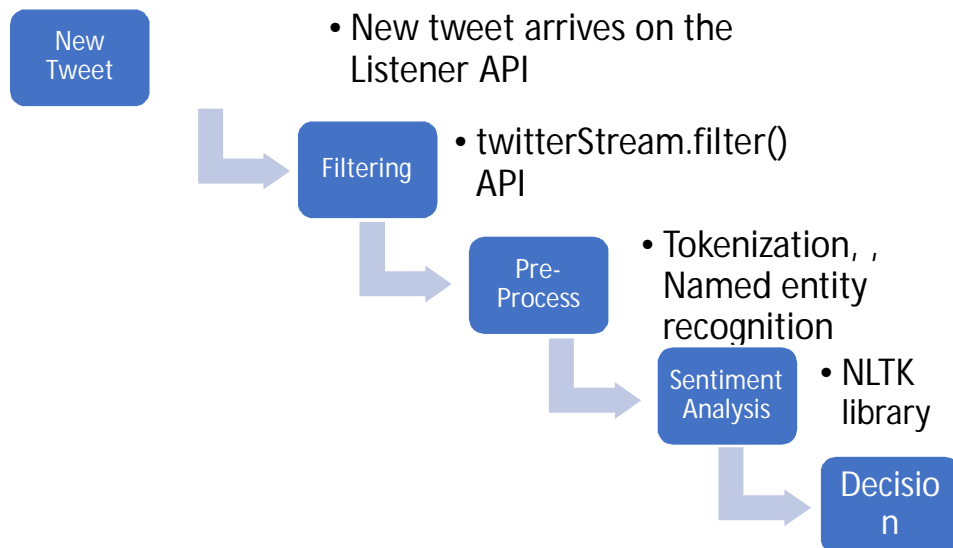 New
Tweet
• New tweet arrives on the
Listener API
Filtering
• twitterStream.filter()
API
Pre-
Process
• Tokenization, ,
Named entity
recognition
Sentiment
Analysis
• NLTK
library
Decisio
n